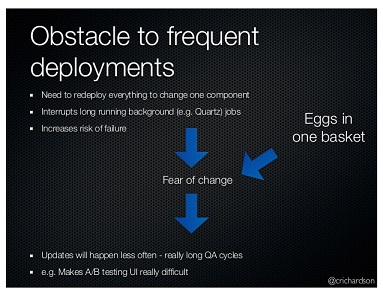 Obstacle to frequent
deployments
Need to redeploy everything to change one component
Interrupts long running background (e.g. Quartz) jobs
Increases risk of failure
Eggs in
one basket
Fear of change
Updates will happen less often - really long QA cycles
e.g. Makes A/B testing UI really difficult
@crichardson